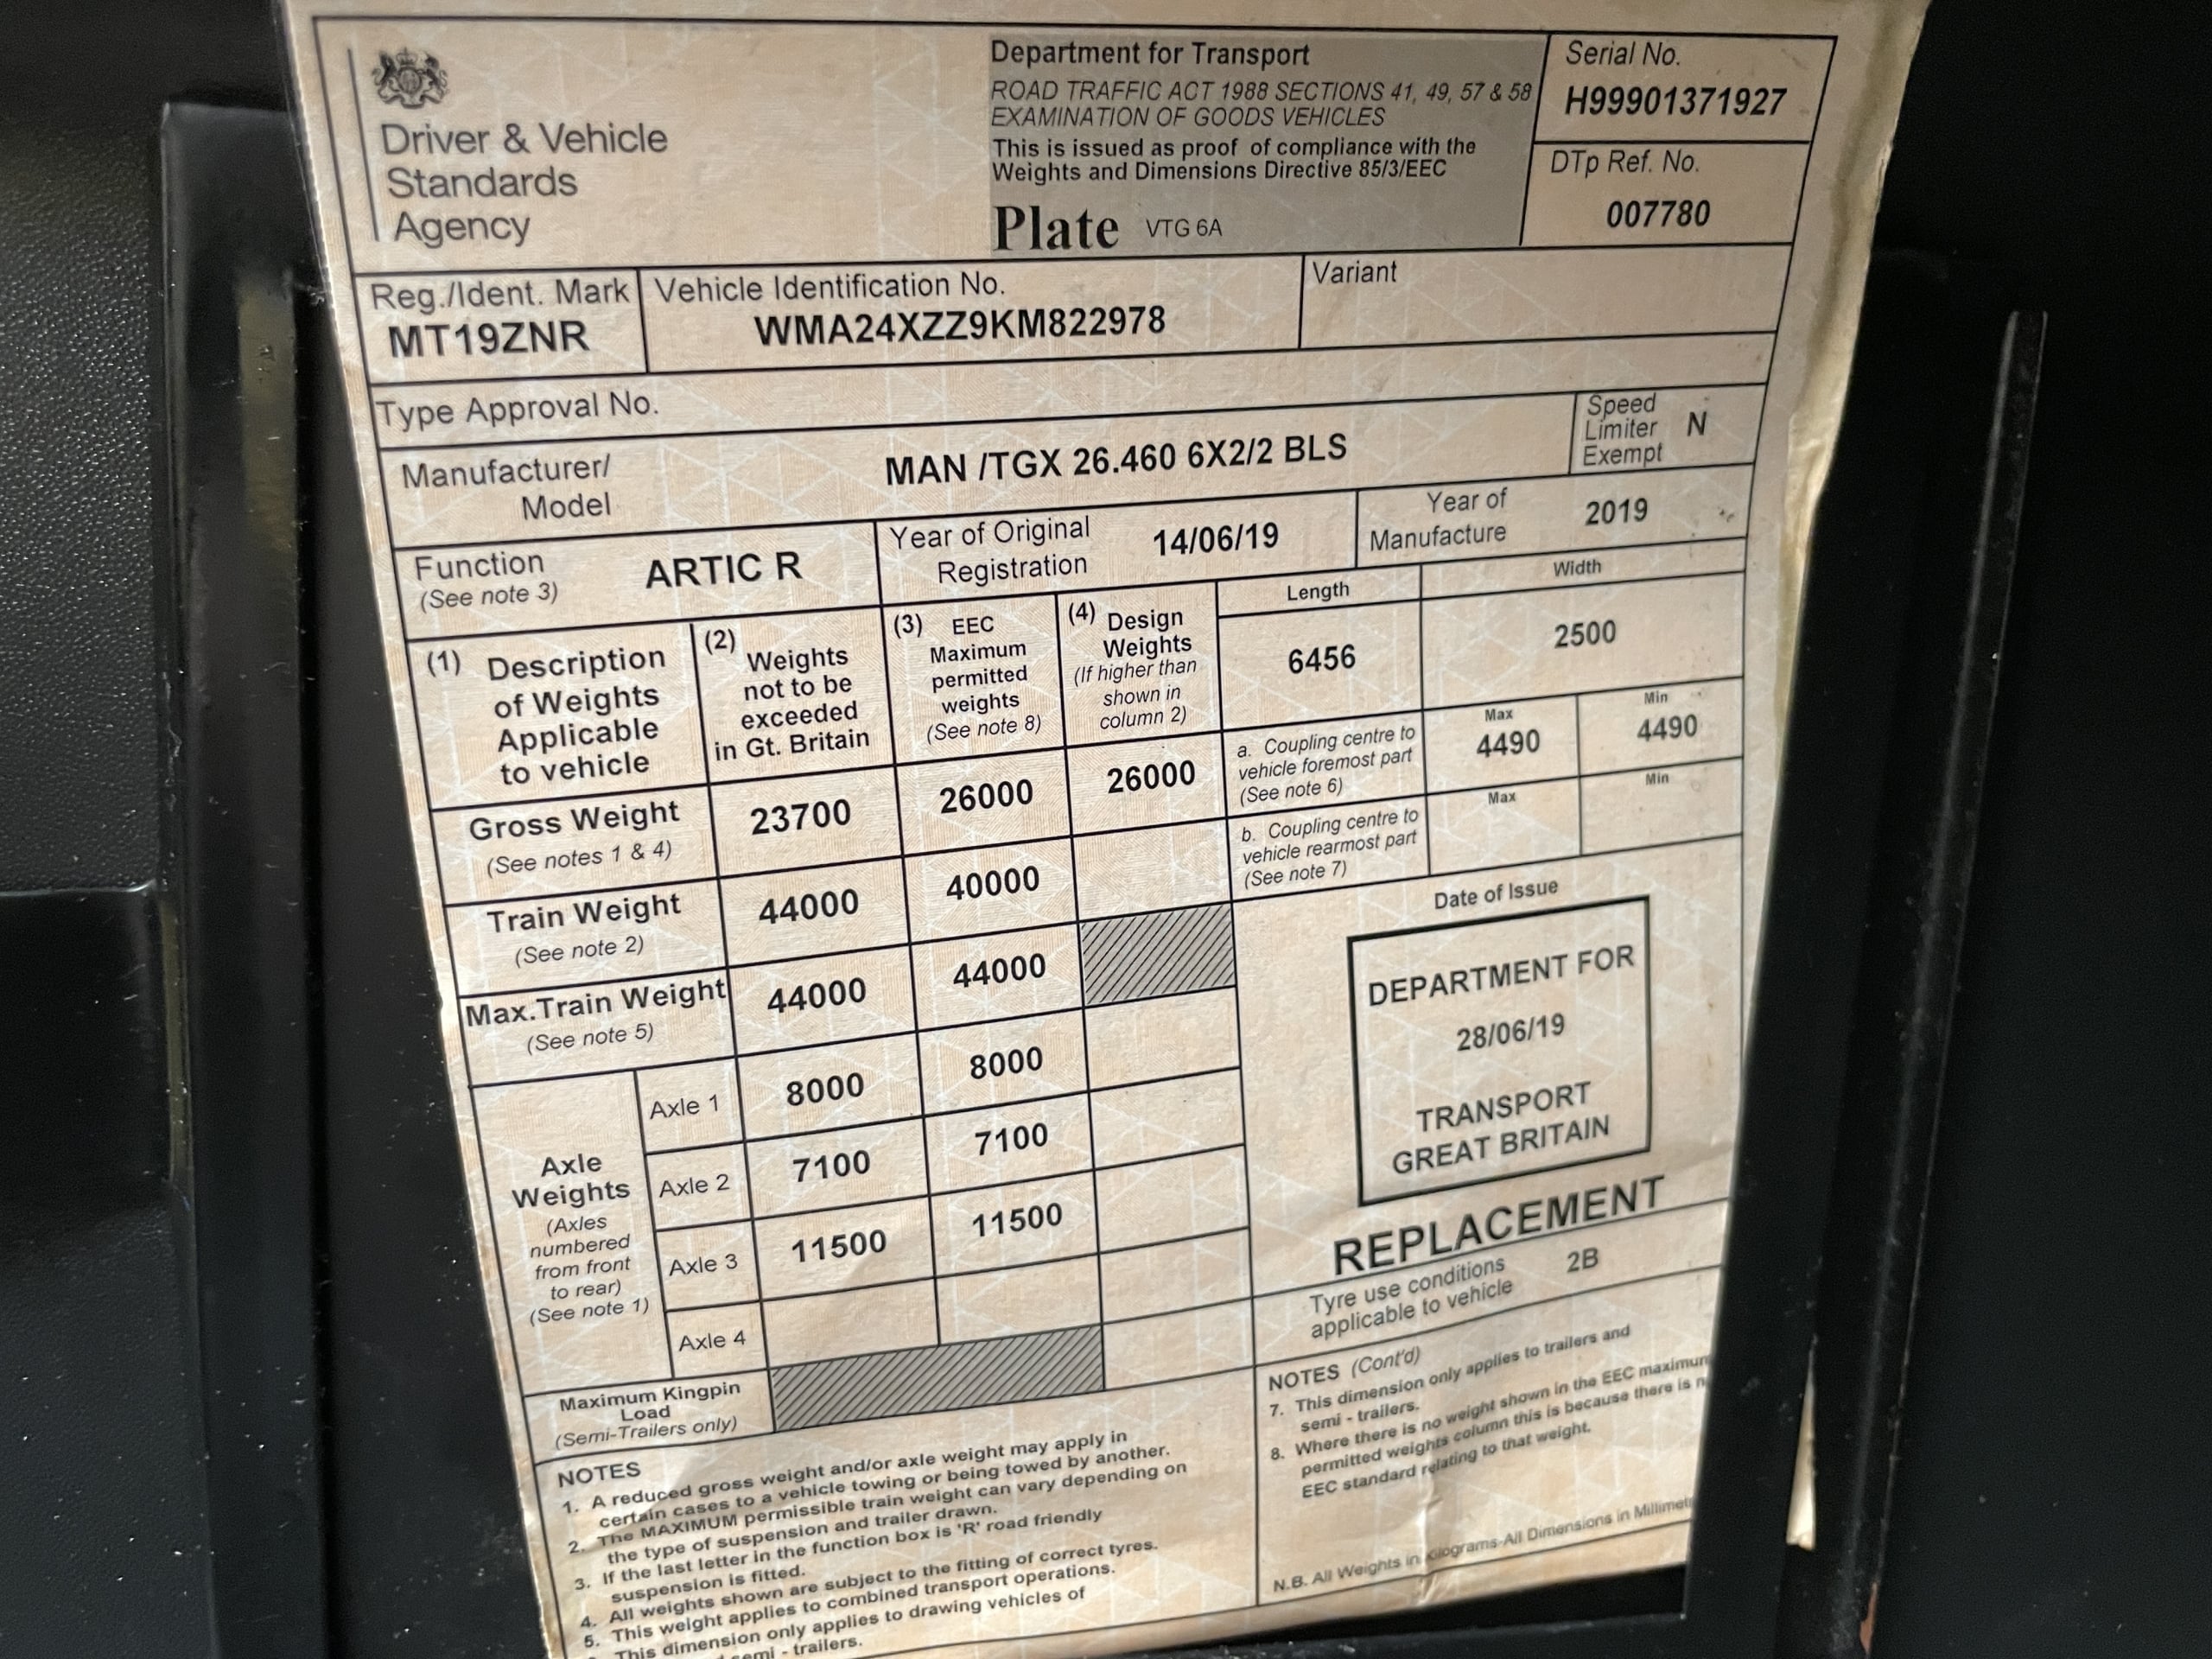 Driver & Vehicle
Standards
Agency
Department for Transport
ROAD TRAFFIC ACT 1988 SECTIONS 41, 49, 57 & 58
EXAMINATION OF GOODS VEHICLES
This is issued as proof of compliance with the
Weights and Dimensions Directive 85/3/EEC
Plate VTG 6A
Serial No.
H99901371927
DTp Ref. No.
007780
Reg./Ident. Mark
MT19ZNR
Vehicle Identification No.
WMA24XZZ9KM822978
Variant
Type Approval No.
Manufacturer/
Model
MAN /TGX 26.460 6X2/2 BLS
Speed
Limiter
Exempt
N
Function
(See note 3)
ARTIC R
Year of Original
Registration
14/06/19
Year of
Manufacture
2019
(1) Description
of Weights
Applicable
to vehicle
(2)
Weights
not to be
exceeded
in Gt. Britain
(3) EEC
Maximum
permitted
weights
(See note 8)
(4) Design
Weights
(If higher than
shown in
column 2)
Length
6456
Width
2500
a. Coupling centre to
vehicle foremost part
(See note 6)
Max
4490
Min
4490
b. Coupling centre to
vehicle rearmost part
(See note 7)
Max
Min
Gross Weight
(See notes 1 & 4)
23700
26000
26000
Train Weight
(See note 2)
44000
40000
Max.Train Weight
(See note 5)
44000
44000
Axle
Weights
(Axles
numbered
from front
to rear)
(See note 1)
Axle 1
8000
8000
Axle 2
7100
7100
Axle 3
11500
11500
Axle 4
Maximum Kingpin
Load
(Semi-Trailers only)
Date of Issue
DEPARTMENT FOR
28/06/19
TRANSPORT
GREAT BRITAIN
REPLACEMENT
Tyre use conditions
applicable to vehicle
2B
NOTES
1. A reduced gross weight and/or axle weight may apply in
certain cases to a vehicle towing or being towed by another.
2. The MAXIMUM permissible train weight can vary depending on
the type of suspension and trailer drawn.
3. If the last letter in the function box is 'R' road friendly
suspension is fitted.
4. All weights shown are subject to the fitting of correct tyres.
5. This weight applies to combined transport operations.
This dimension only applies to drawing vehicles of
semi - trailers.
NOTES (Cont'd)
7. This dimension only applies to trailers and
semi - trailers.
8. Where there is no weight shown in the EEC maximum
permitted weights column this is because there is
EEC standard relating to that weight.
N.B. All Weights in Kilograms-All Dimensions in